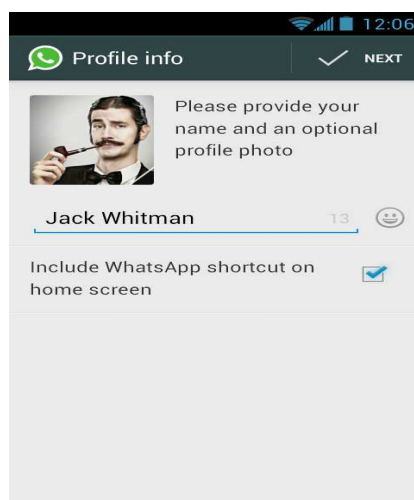 12:06
Profile info
NEXT
Please provide your
name and an optional
profile photo
Jack Whitman 13
Include WhatsApp shortcut on
home screen